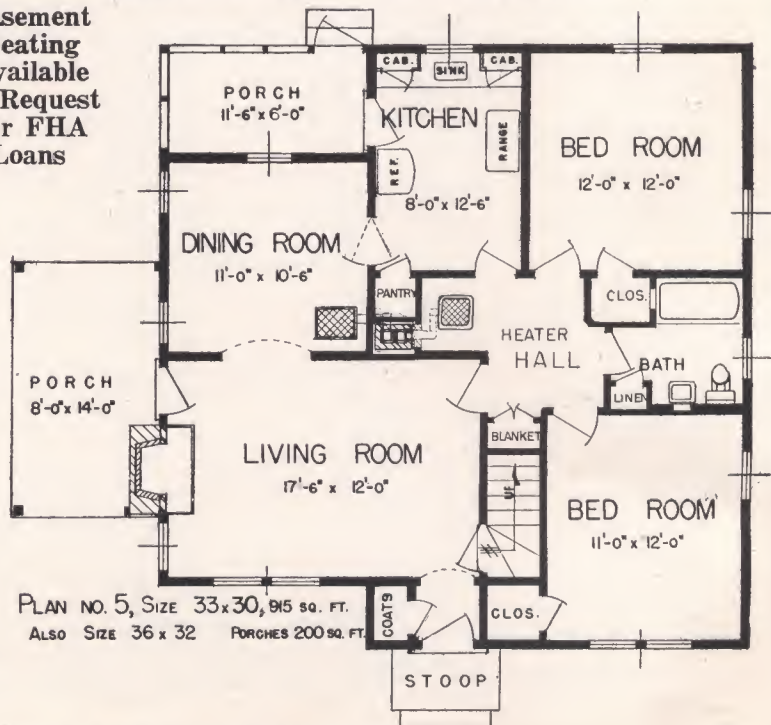 sement
eating
vailable
Request
r FHA
Loans
PORCH
11'-6" x 6'-0"
CAB.
SINK
CAB.
KITCHEN
REF.
RANGE
8'-0" x 12'-6"
BED ROOM
12'-0" x 12'-0"
DINING ROOM
11'-0" x 10'-6"
PANTRY
CLOS.
HEATER
HALL
BATH
LINEN
PORCH
8'-0" x 14'-0"
LIVING ROOM
17'-6" x 12'-0"
BLANKET
UP
BED ROOM
11'-0" x 12'-0"
PLAN NO. 5, SIZE 33 x 30, 915 SQ. FT.
ALSO SIZE 36 x 32 PORCHES 200 SQ. FT.
COATS
CLOS.
STOOP